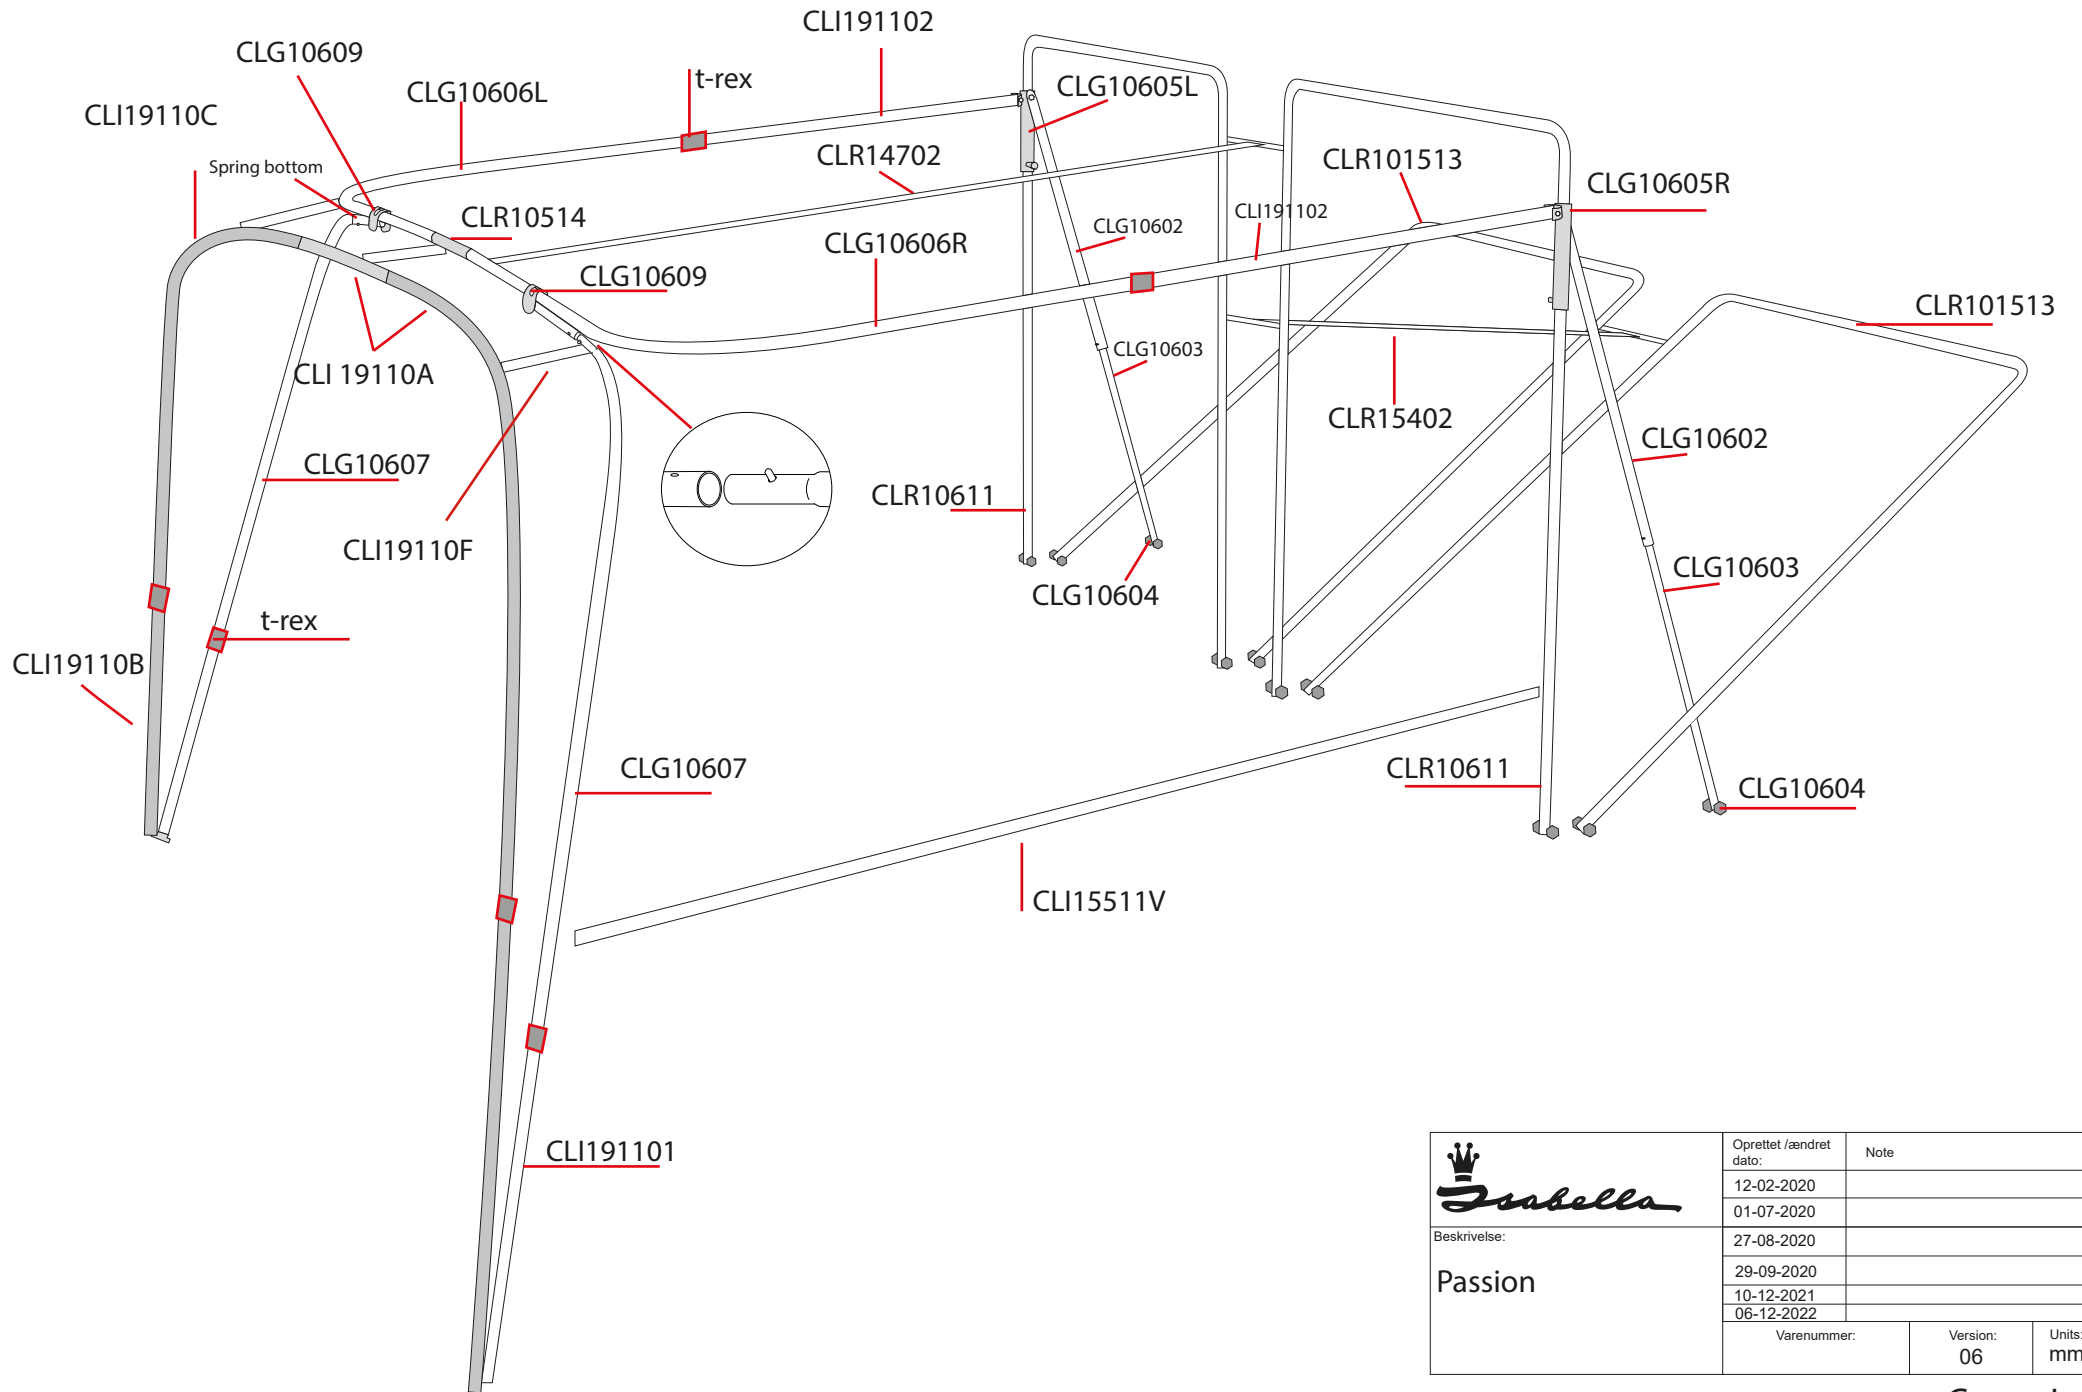 CLI191102
CLG10609
t-rex
CLG10606L
CLG10605L
CLI19110C
CLR14702
CLR101513
Spring bottom
CLG10605R
CLR10514
CLG10602
CLI191102
CLG10606R
CLG10609
CLR101513
CLG10603
CLI 19110A
CLR15402
CLG10602
CLG10607
CLR10611
CLI19110F
CLG10603
CLG10604
t-rex
CLI19110B
CLG10607
CLR10611
CLG10604
CLI15511V
CLI191101
Isabella
Oprettet /ændret
dato:
Note
12-02-2020
01-07-2020
Beskrivelse:
27-08-2020
Passion
29-09-2020
10-12-2021
06-12-2022
Varenummer:
Version:
Units:
06
mm